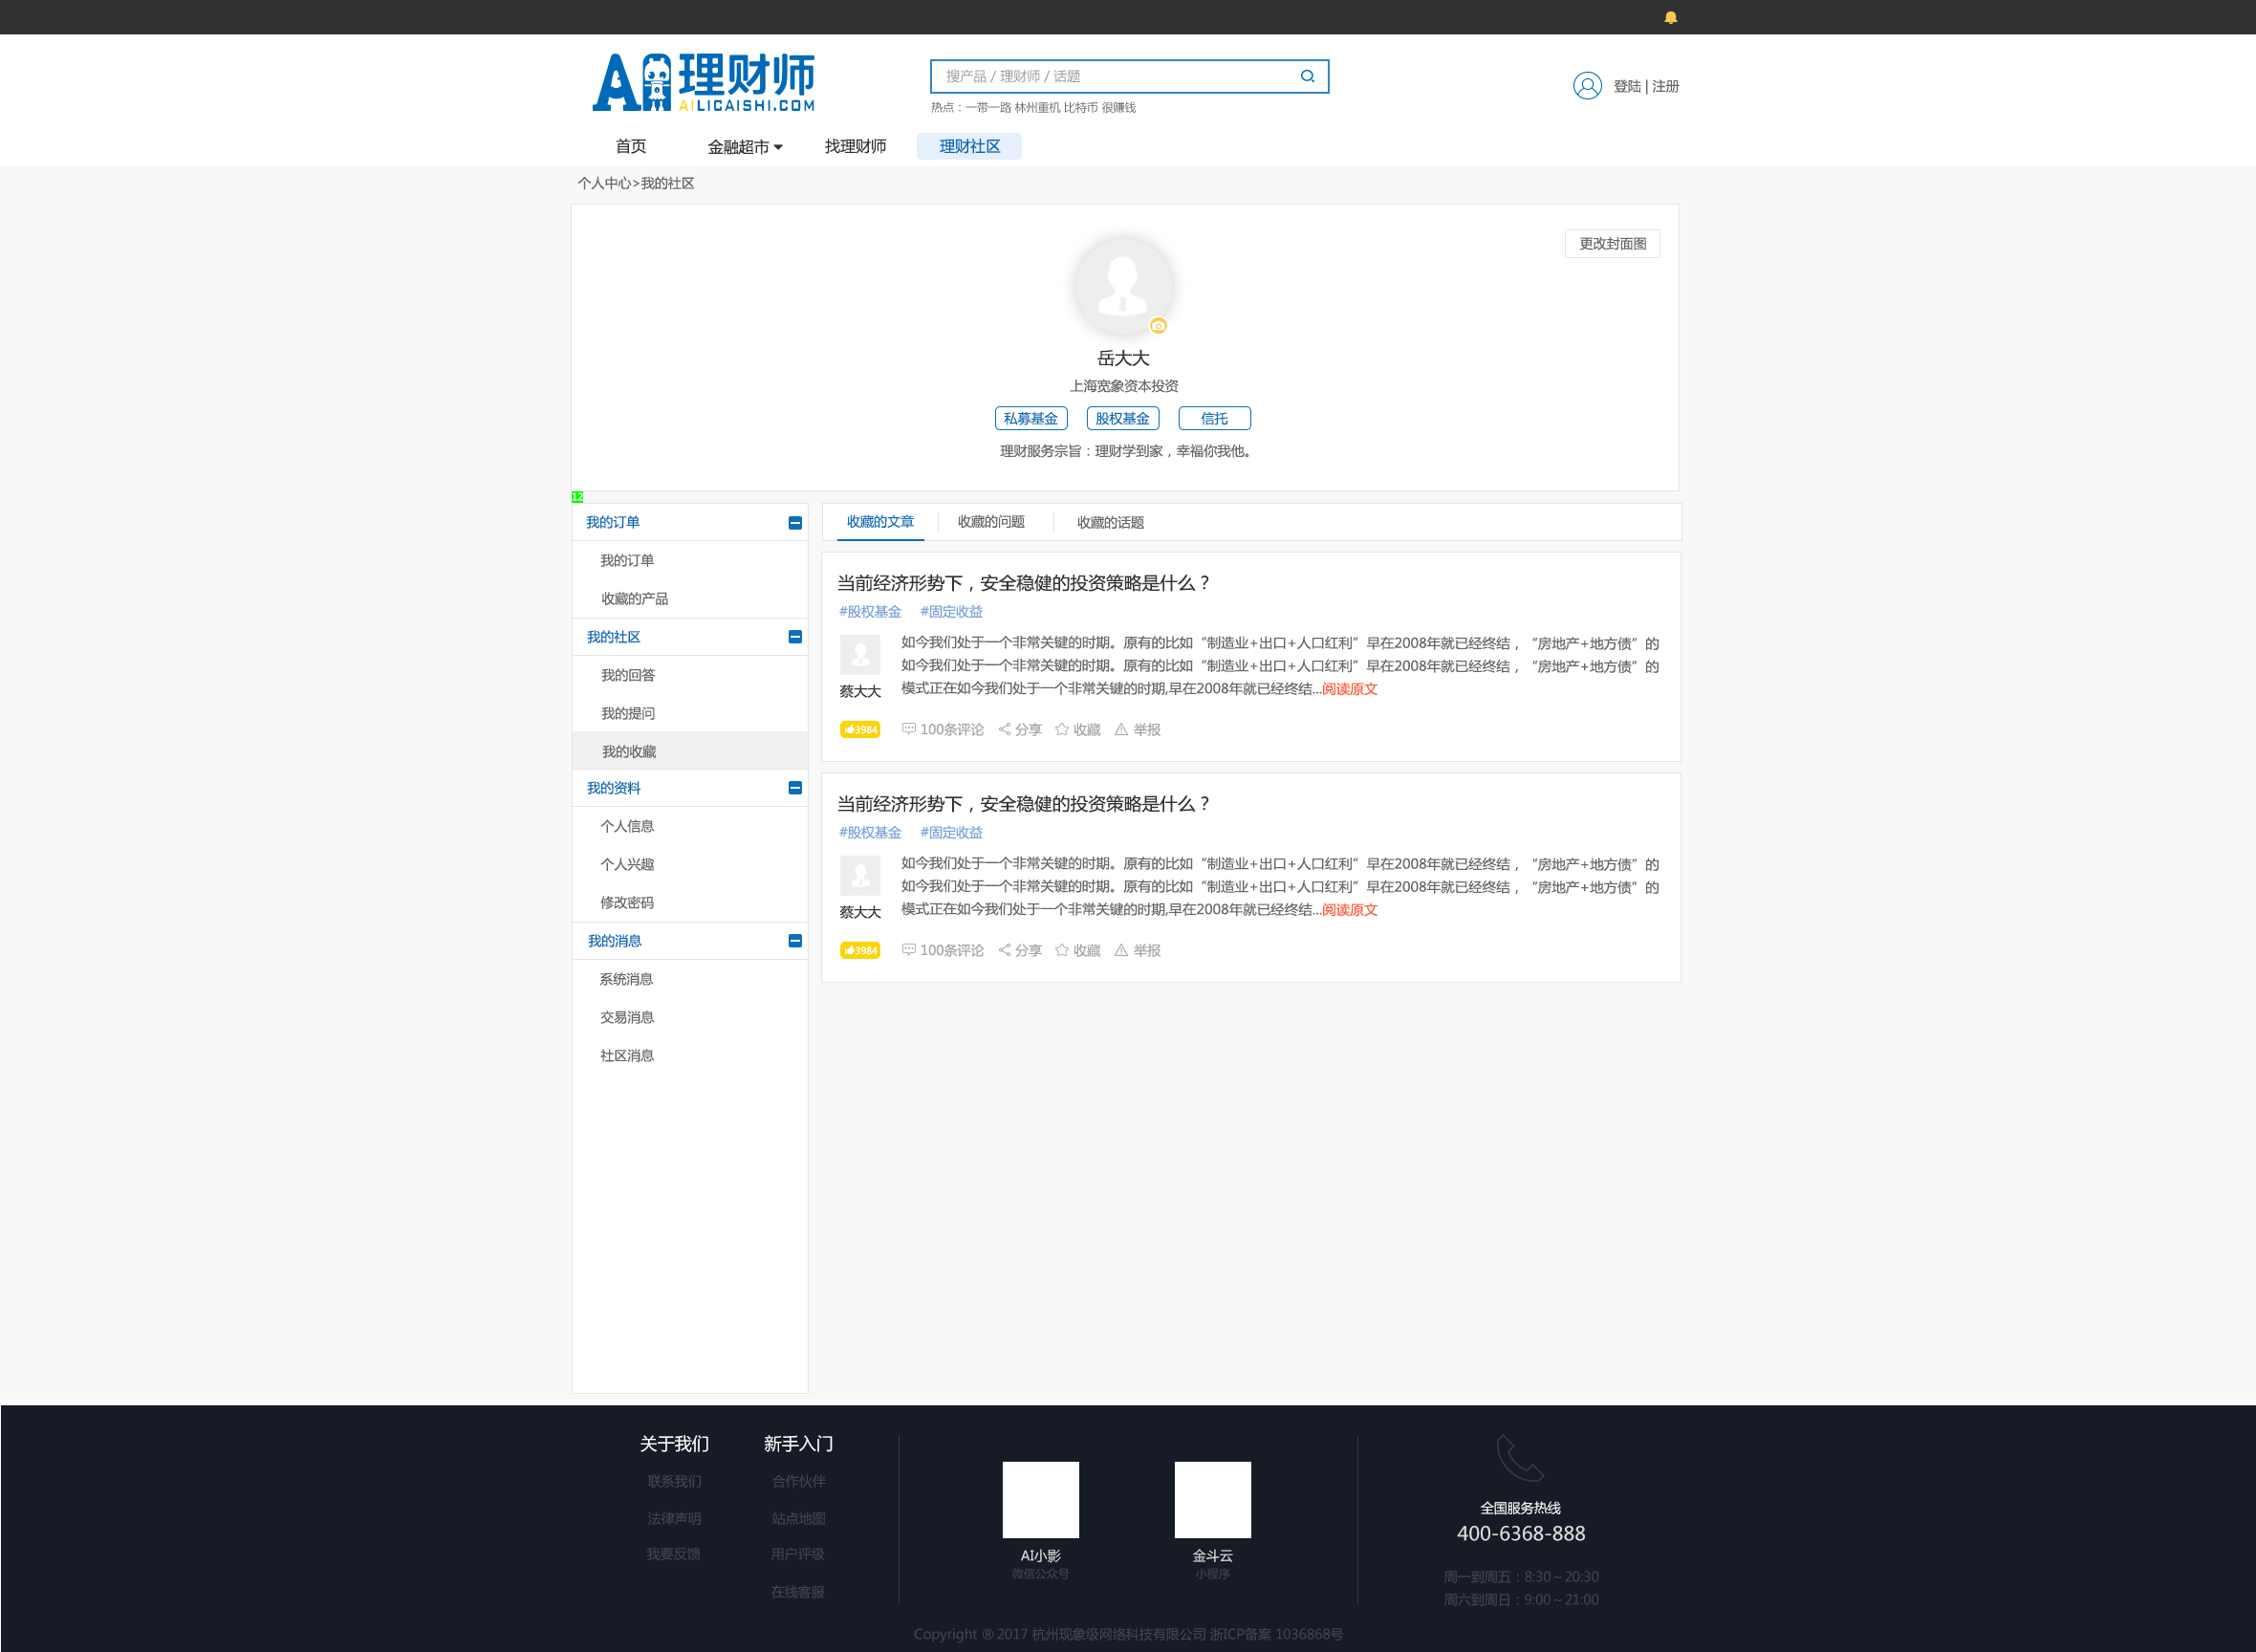 AI理财师
AILICAISHI.COM
搜产品 / 理财师 / 话题
热点：一带一路 林州重机 比特币 很赚钱
登陆 | 注册
首页 金融超市 找理财师 理财社区
个人中心>我的社区
更改封面图
岳大大
上海宽象资本投资
私募基金 股权基金 信托
理财服务宗旨：理财学到家，幸福你我他。
12
我的订单
我的订单
收藏的产品
我的社区
我的回答
我的提问
我的收藏
我的资料
个人信息
个人兴趣
修改密码
我的消息
系统消息
交易消息
社区消息
收藏的文章 收藏的问题 收藏的话题
当前经济形势下，安全稳健的投资策略是什么？
#股权基金 #固定收益
如今我们处于一个非常关键的时期。原有的比如“制造业+出口+人口红利”早在2008年就已经终结，“房地产+地方债”的
如今我们处于一个非常关键的时期。原有的比如“制造业+出口+人口红利”早在2008年就已经终结，“房地产+地方债”的
模式正在如今我们处于一个非常关键的时期,早在2008年就已经终结...阅读原文
蔡大大
3984 100条评论 分享 收藏 举报
当前经济形势下，安全稳健的投资策略是什么？
#股权基金 #固定收益
如今我们处于一个非常关键的时期。原有的比如“制造业+出口+人口红利”早在2008年就已经终结，“房地产+地方债”的
如今我们处于一个非常关键的时期。原有的比如“制造业+出口+人口红利”早在2008年就已经终结，“房地产+地方债”的
模式正在如今我们处于一个非常关键的时期,早在2008年就已经终结...阅读原文
蔡大大
3984 100条评论 分享 收藏 举报
关于我们
联系我们
法律声明
我要反馈
新手入门
合作伙伴
站点地图
用户评级
在线客服
AI小影
微信公众号
金斗云
小程序
全国服务热线
400-6368-888
周一到周五：8:30～20:30
周六到周日：9:00～21:00
Copyright ® 2017 杭州现象级网络科技有限公司 浙ICP备案 1036868号